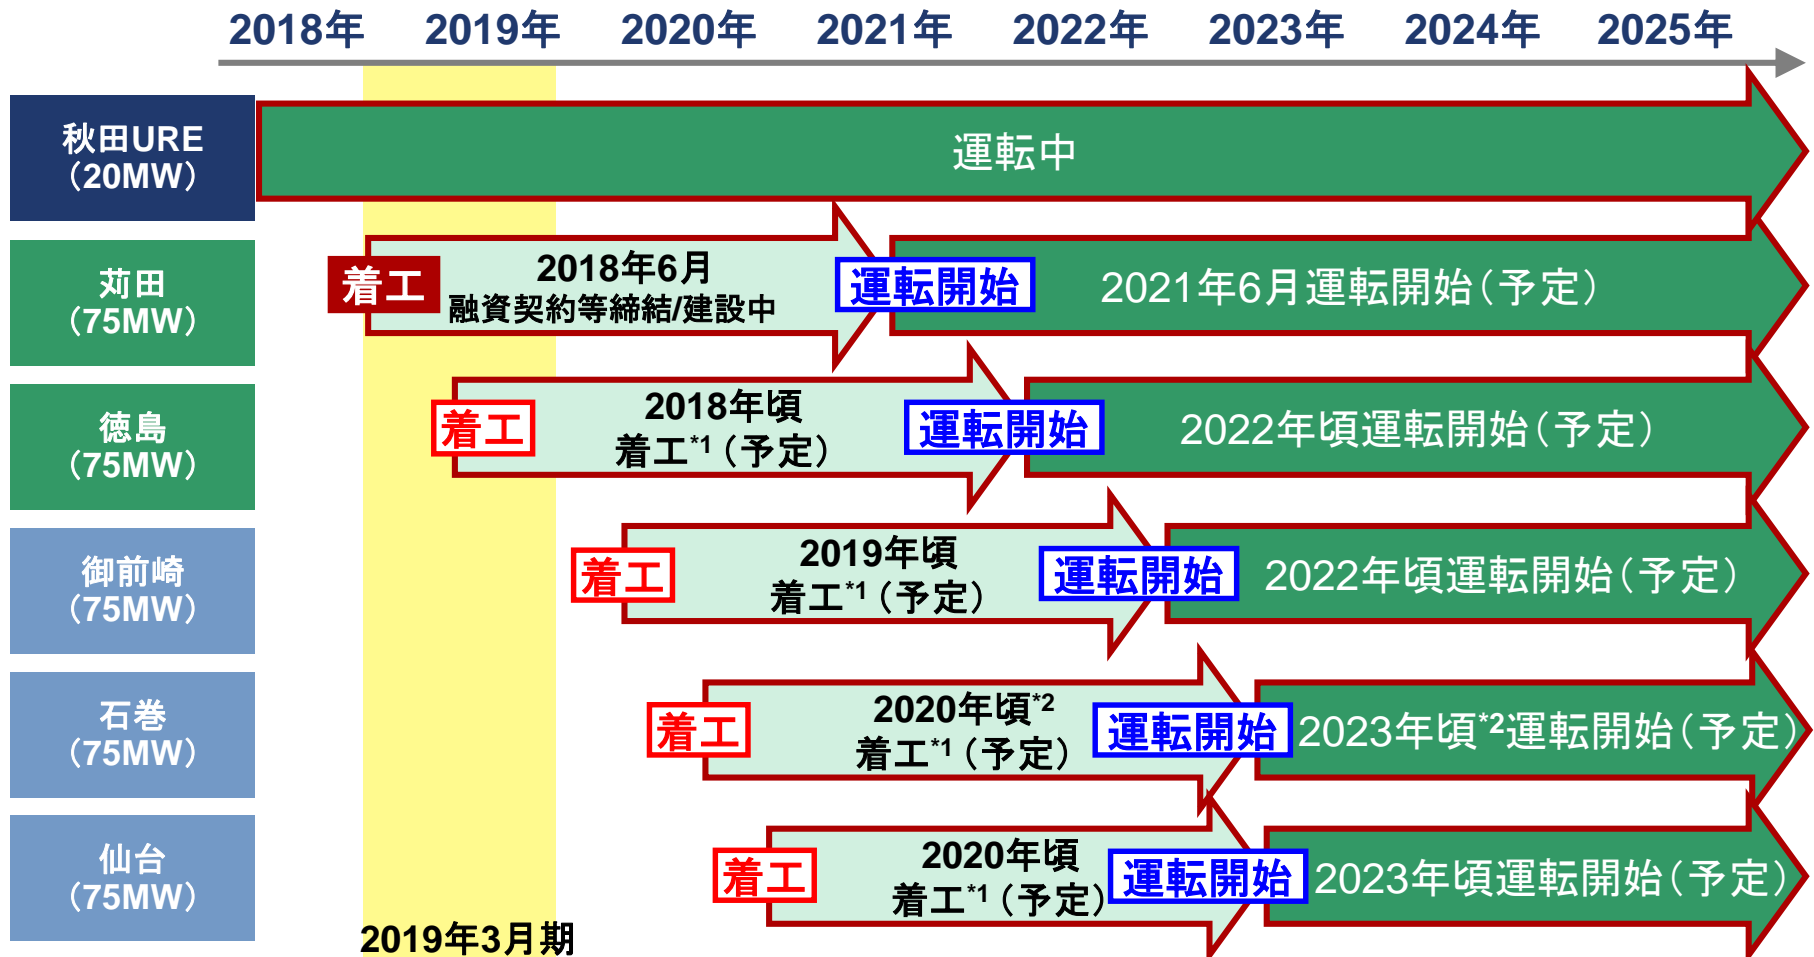 2018年 2019年 2020年 2021年 2022年 2023年 2024年 2025年
秋田URE
（20MW）
運転中
苅田
（75MW）
着工
2018年6月
融資契約等締結/建設中
運転開始
2021年6月運転開始（予定）
徳島
（75MW）
着工
2018年頃
着工*1（予定）
運転開始
2022年頃運転開始（予定）
御前崎
（75MW）
着工
2019年頃
着工*1（予定）
運転開始
2022年頃運転開始（予定）
石巻
（75MW）
着工
2020年頃*2
着工*1（予定）
運転開始
2023年頃*2運転開始（予定）
仙台
（75MW）
着工
2020年頃
着工*1（予定）
運転開始
2023年頃運転開始（予定）
2019年3月期